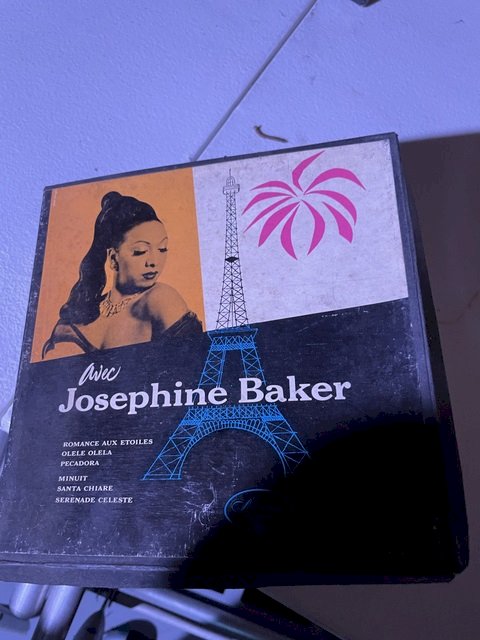 avec
Josephine Baker
ROMANCE AUX ETOILES
OLELE OLELA
PECADORA
MINUIT
SANTA CHIARE
SERENADE CELESTE